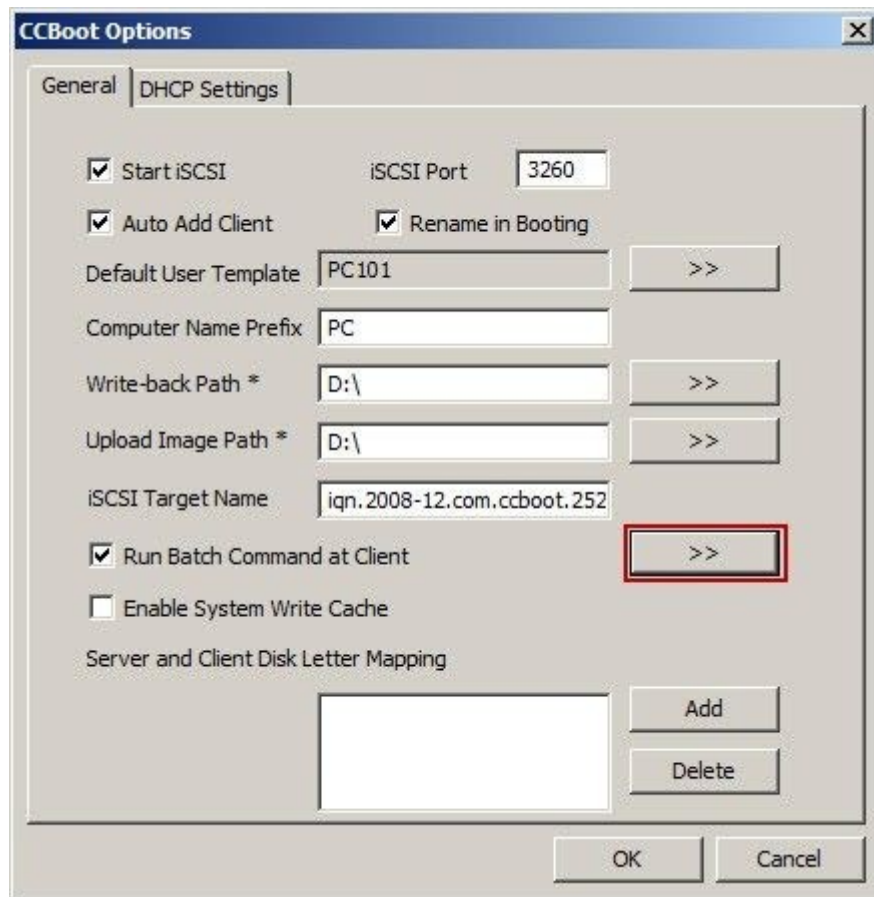 CCBoot Options
General DHCP Settings
Start iSCSI iSCSI Port 3260
Auto Add Client Rename in Booting
Default User Template PC101 >>
Computer Name Prefix PC
Write-back Path * D:\ >>
Upload Image Path * D:\ >>
iSCSI Target Name iqn.2008-12.com.ccboot.252
Run Batch Command at Client >>
Enable System Write Cache
Server and Client Disk Letter Mapping
Add
Delete
OK Cancel